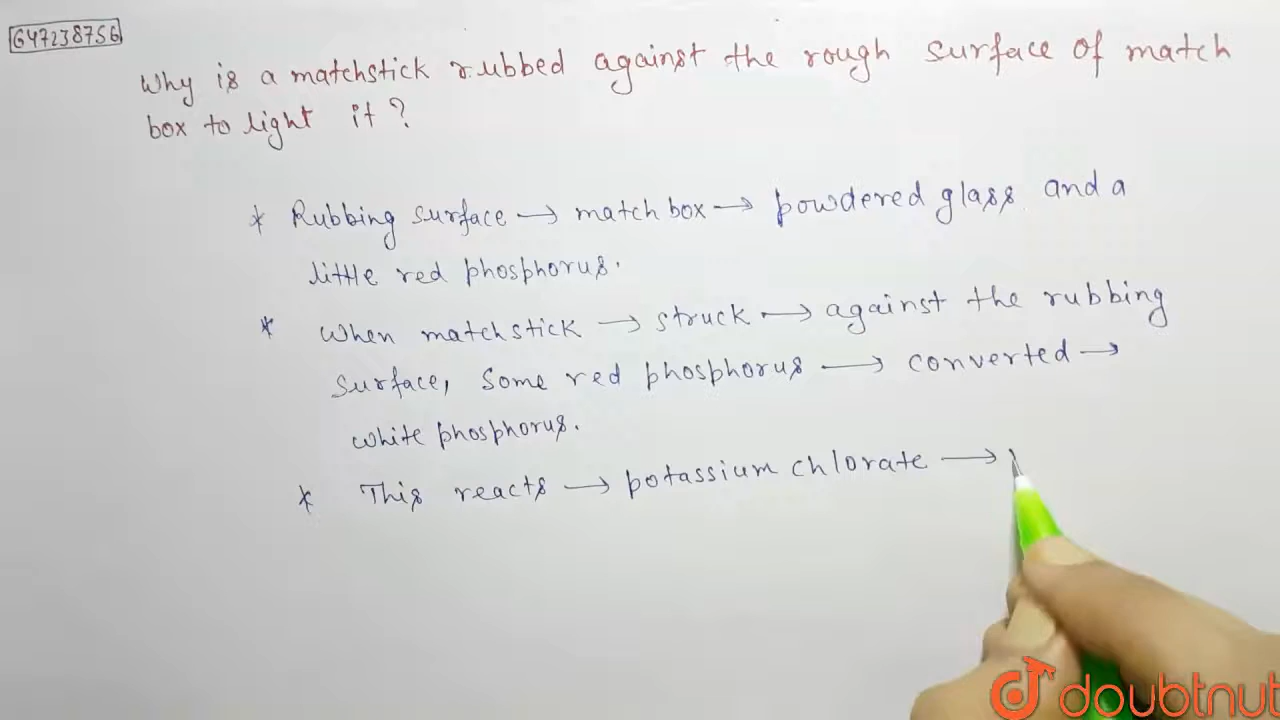 647238756
Why is a matchstick rubbed against the rough surface of match
box to light it?
* Rubbing surface → matchbox → powdered glass and a
little red phosphorus.
* When matchstick → struck → against the rubbing
surface, some red phosphorus → converted →
white phosphorus.
* This reacts → potassium chlorate →
doubtnut